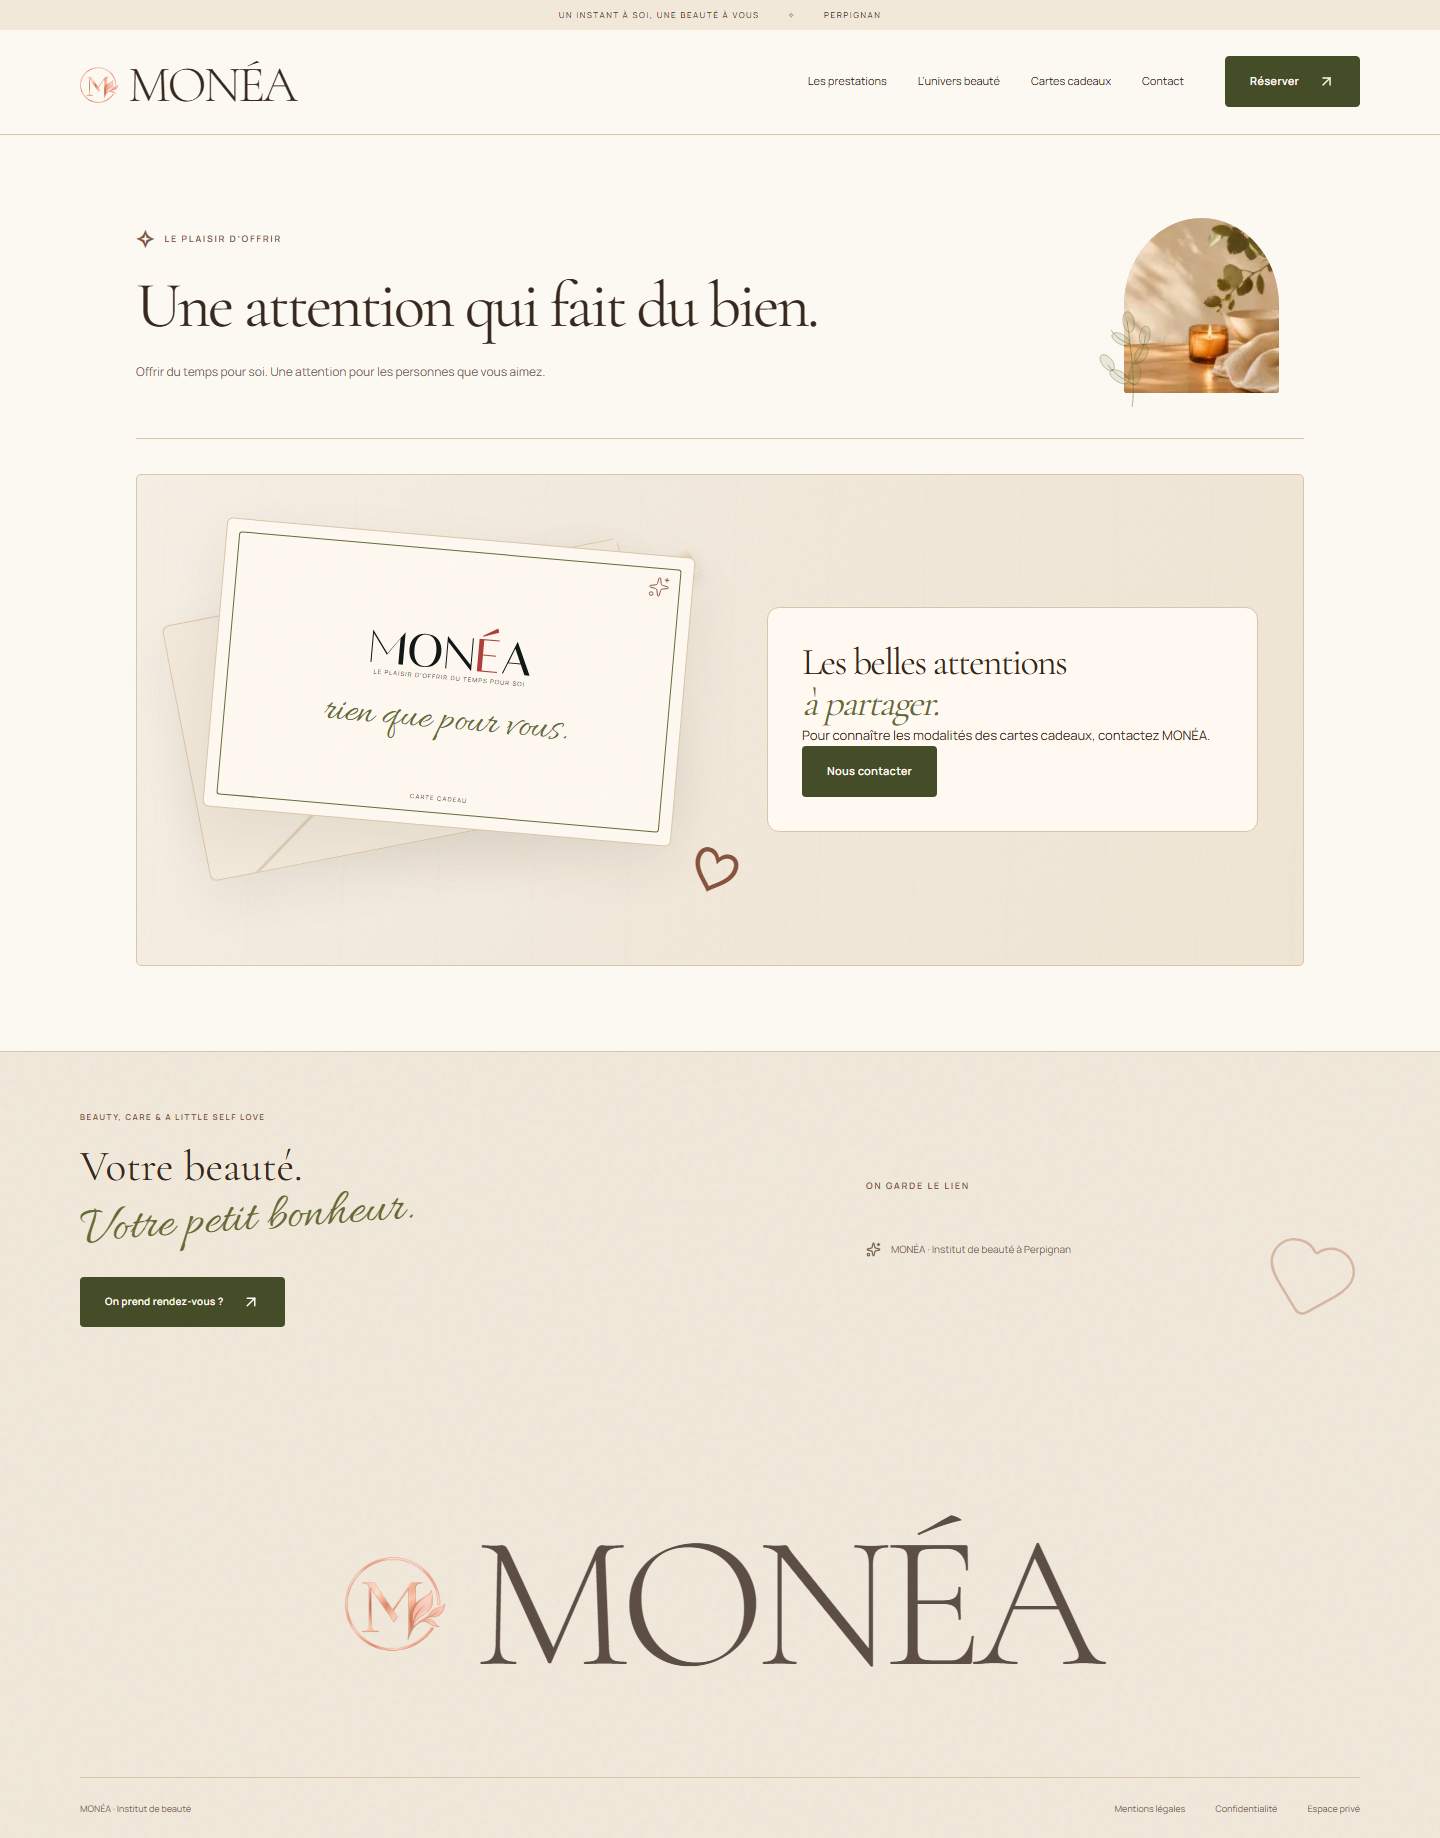 UN INSTANT À SOI, UNE BEAUTÉ À VOUS ✧ PERPIGNAN
M MONÉA
Les prestations L'univers beauté Cartes cadeaux Contact Réserver
LE PLAISIR D'OFFRIR
Une attention qui fait du bien.
Offrir du temps pour soi. Une attention pour les personnes que vous aimez.
MONÉA
LE PLAISIR D'OFFRIR DU TEMPS POUR SOI
rien que pour vous.
CARTE CADEAU
Les belles attentions
à partager.
Pour connaître les modalités des cartes cadeaux, contactez MONÉA.
Nous contacter
BEAUTY, CARE & A LITTLE SELF LOVE
Votre beauté.
Votre petit bonheur.
On prend rendez-vous ?
ON GARDE LE LIEN
MONÉA · Institut de beauté à Perpignan
M MONÉA
MONÉA · Institut de beauté
Mentions légales Confidentialité Espace privé